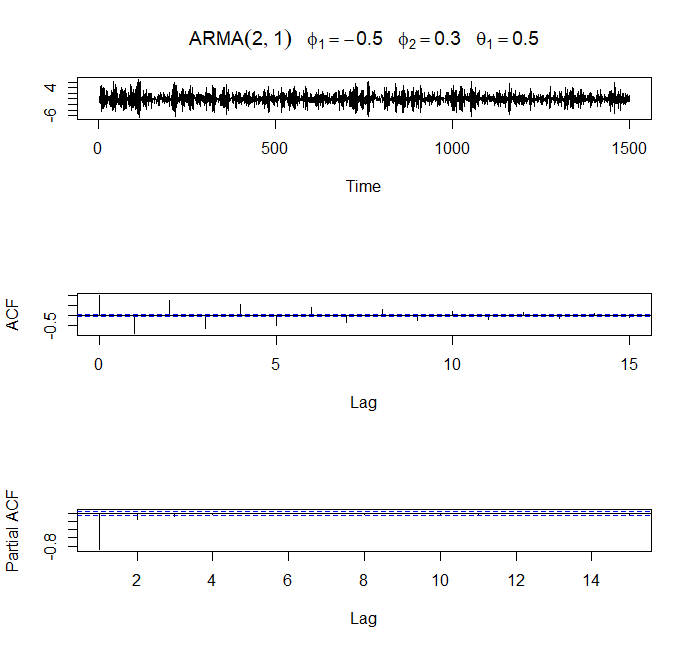 ARMA(2, 1) ϕ1 = −0.5 ϕ2 = 0.3 θ1 = 0.5
4
-6
0 500 1000 1500
Time
ACF
-0.5
0 5 10 15
Lag
Partial ACF
-0.8
2 4 6 8 10 12 14
Lag